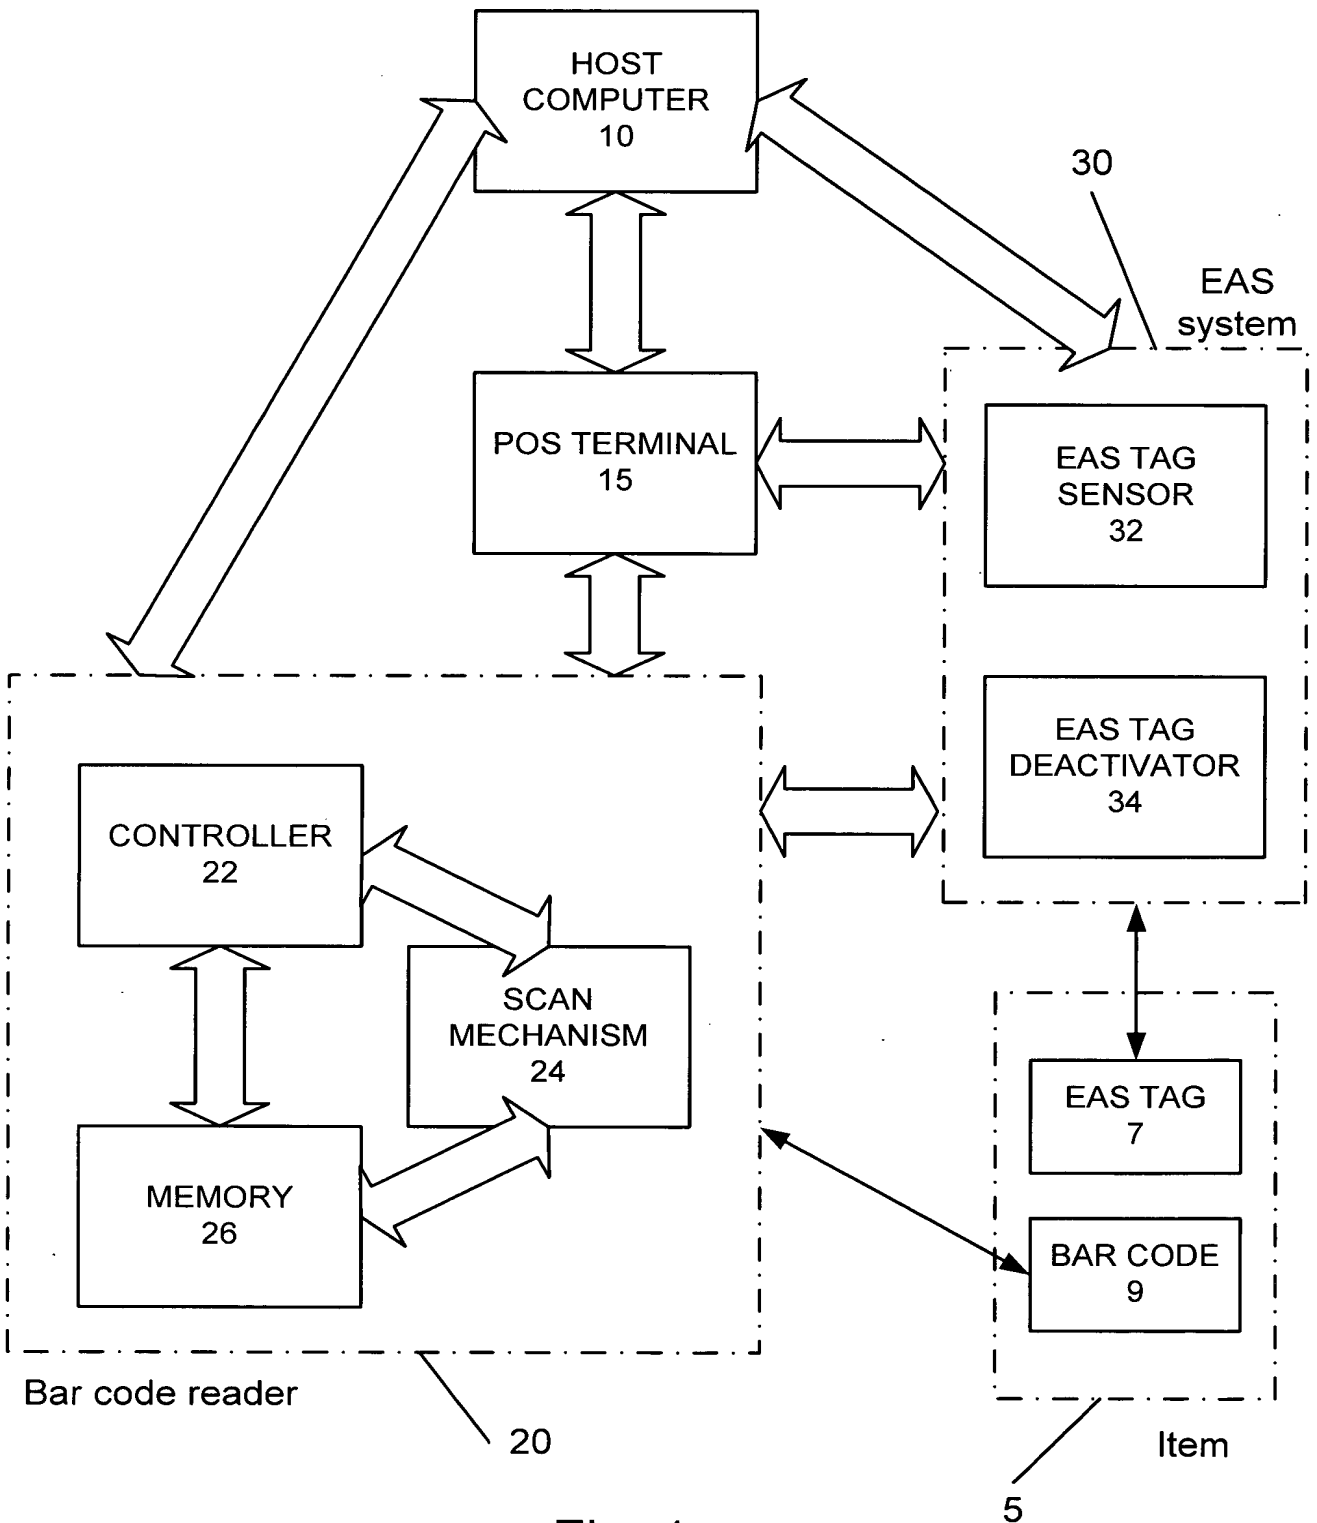 HOST
COMPUTER
10
30
EAS
system
POS TERMINAL
15
EAS TAG
SENSOR
32
EAS TAG
DEACTIVATOR
34
CONTROLLER
22
SCAN
MECHANISM
24
MEMORY
26
EAS TAG
7
BAR CODE
9
Bar code reader
20
Item
5